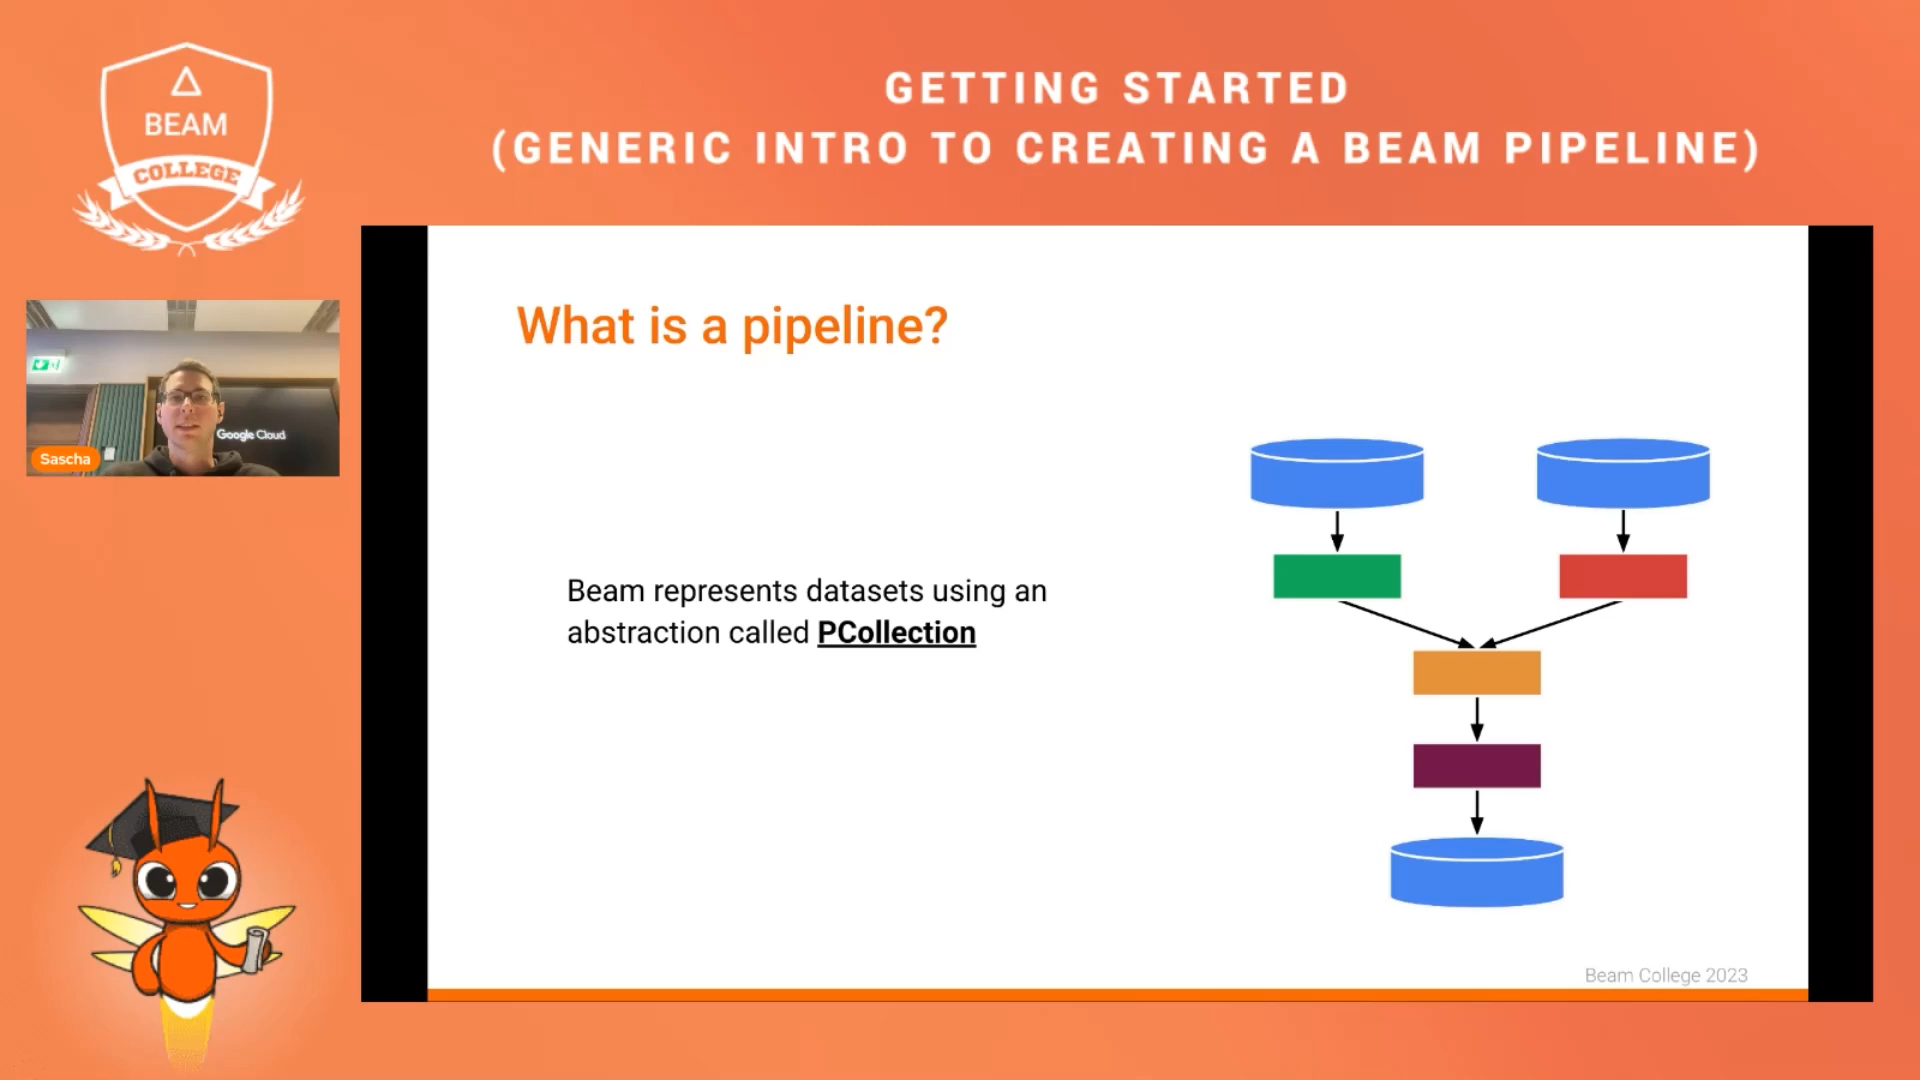 BEAM
COLLEGE
GETTING STARTED
(GENERIC INTRO TO CREATING A BEAM PIPELINE)
Google Cloud
Sascha
What is a pipeline?
Beam represents datasets using an
abstraction called PCollection
Beam College 2023